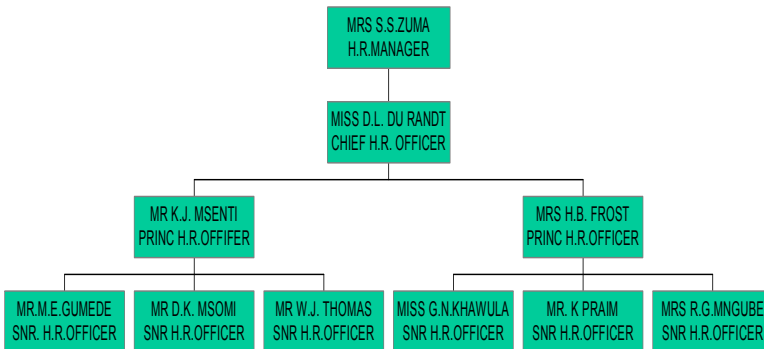 MRS S.S.ZUMA
H.R.MANAGER
MISS D.L. DU RANDT
CHIEF H.R. OFFICER
MR K.J. MSENTI
PRINC H.R.OFFIFER
MRS H.B. FROST
PRINC H.R.OFFICER
MR.M.E.GUMEDE
SNR. H.R.OFFICER
MR D.K. MSOMI
SNR H.R.OFFICER
MR W.J. THOMAS
SNR H.R.OFFICER
MISS G.N.KHAWULA
SNR H.R.OFFICER
MR. K PRAIM
SNR H.R.OFFICER
MRS R.G.MNGUBE
SNR H.R.OFFICER